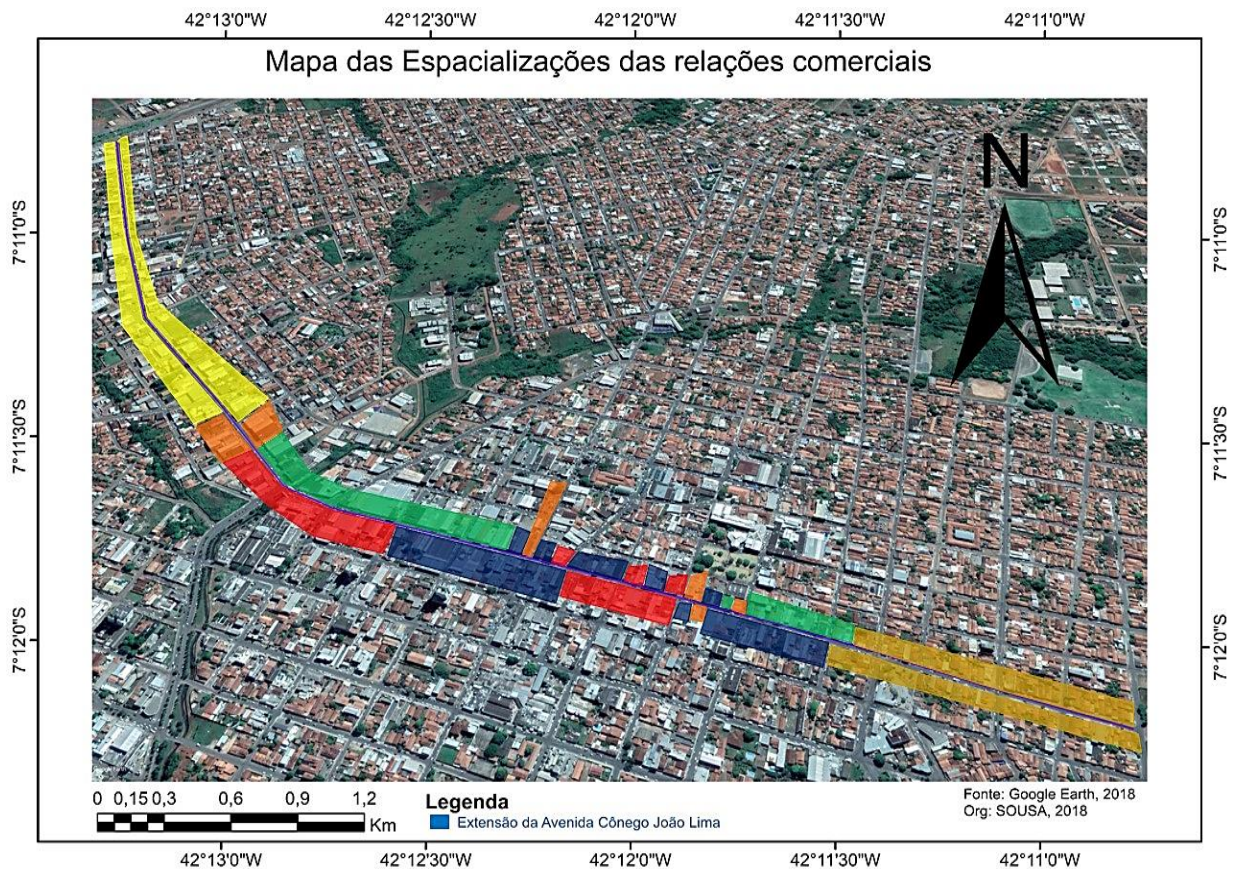 42°13'0"W 42°12'30"W 42°12'0"W 42°11'30"W 42°11'0"W
Mapa das Espacializações das relações comerciais
N
7°11'0"S 7°11'0"S
7°11'30"S 7°11'30"S
7°12'0"S 7°12'0"S
0 0,15 0,3 0,6 0,9 1,2
Km
Legenda
Extensão da Avenida Cônego João Lima
Fonte: Google Earth, 2018
Org: SOUSA, 2018
42°13'0"W 42°12'30"W 42°12'0"W 42°11'30"W 42°11'0"W